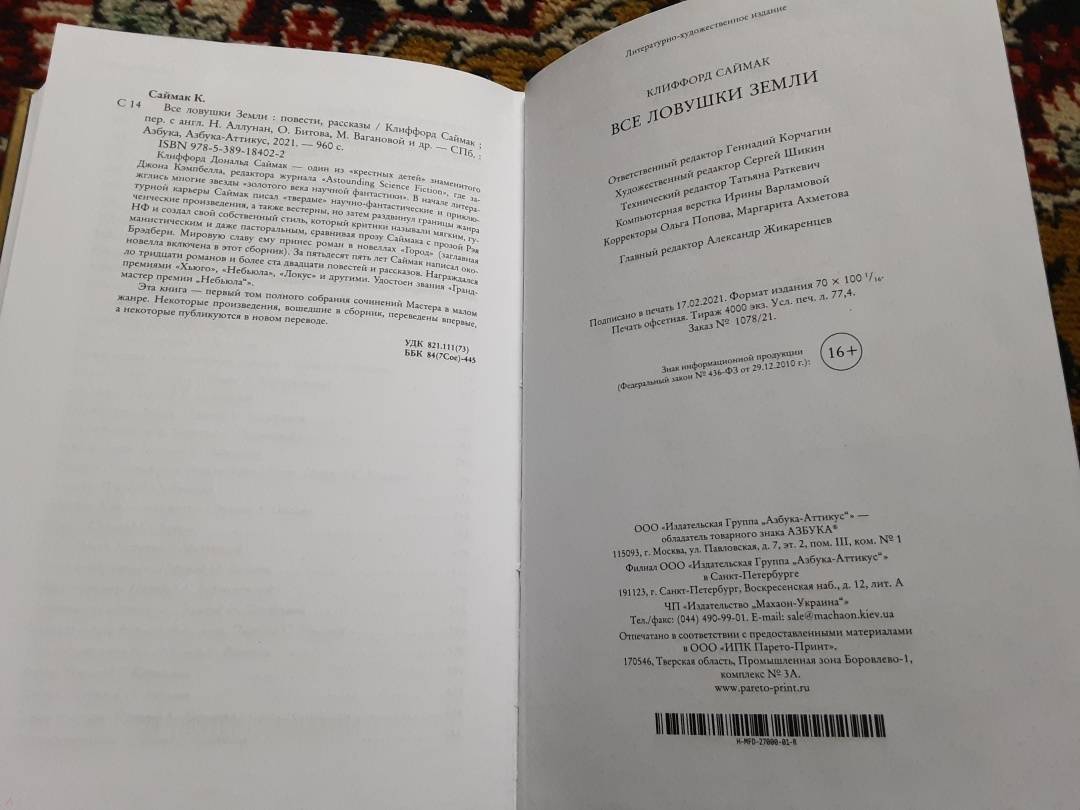 Саймак К.
С 14
Все ловушки Земли : повести, рассказы / Клиффорд Саймак ;
пер. с англ. Н. Аллунан, О. Битова, М. Вагановой и др. — СПб. :
Азбука, Азбука-Аттикус, 2021. — 960 с.
ISBN 978-5-389-18402-2
Клиффорд Дональд Саймак — один из «крестных детей» знаменитого
Джона Кэмпбелла, редактора журнала «Astounding Science Fiction», где за-
жглись многие звезды «золотого века научной фантастики». В начале литера-
турной карьеры Саймак писал «твердые» научно-фантастические и приклю-
ченческие произведения, а также вестерны, но затем раздвинул границы жанра
НФ и создал свой собственный стиль, который критики называли мягким, гу-
манистическим и даже пасторальным, сравнивая прозу Саймака с прозой Рэя
Брэдбери. Мировую славу ему принес роман в новеллах «Город» (заглавная
новелла включена в этот сборник). За пятьдесят пять лет Саймак написал око-
ло тридцати романов и более ста двадцати повестей и рассказов. Награждался
премиями «Хьюго», «Небьюла», «Локус» и другими. Удостоен звания «Гранд-
мастер премии „Небьюла“».
Эта книга — первый том полного собрания сочинений Мастера в малом
жанре. Некоторые произведения, вошедшие в сборник, переведены впервые,
а некоторые публикуются в новом переводе.
УДК 821.111(73)
ББК 84(7Сое)-445
Литературно-художественное издание
КЛИФФОРД САЙМАК
ВСЕ ЛОВУШКИ ЗЕМЛИ
Ответственный редактор Геннадий Корчагин
Художественный редактор Сергей Шикин
Технический редактор Татьяна Раткевич
Компьютерная верстка Ирины Варламовой
Корректоры Ольга Попова, Маргарита Ахметова
Главный редактор Александр Жикаренцев
Подписано в печать 17.02.2021. Формат издания 70 × 100 1/16.
Печать офсетная. Тираж 4000 экз. Усл. печ. л. 77,4.
Заказ № 1078/21.
Знак информационной продукции
(Федеральный закон № 436-ФЗ от 29.12.2010 г.):
16+
ООО «Издательская Группа „Азбука-Аттикус“» —
обладатель товарного знака АЗБУКА®
115093, г. Москва, ул. Павловская, д. 7, эт. 2, пом. III, ком. № 1
Филиал ООО «Издательская Группа „Азбука-Аттикус“»
в Санкт-Петербурге
191123, г. Санкт-Петербург, Воскресенская наб., д. 12, лит. А
ЧП «Издательство „Махаон-Украина“»
Тел./факс: (044) 490-99-01. E-mail: sale@machaon.kiev.ua
Отпечатано в соответствии с предоставленными материалами
в ООО «ИПК Парето-Принт».
170546, Тверская область, Промышленная зона Боровлево-1,
комплекс № 3А.
www.pareto-print.ru
H-MFD-27000-01-R